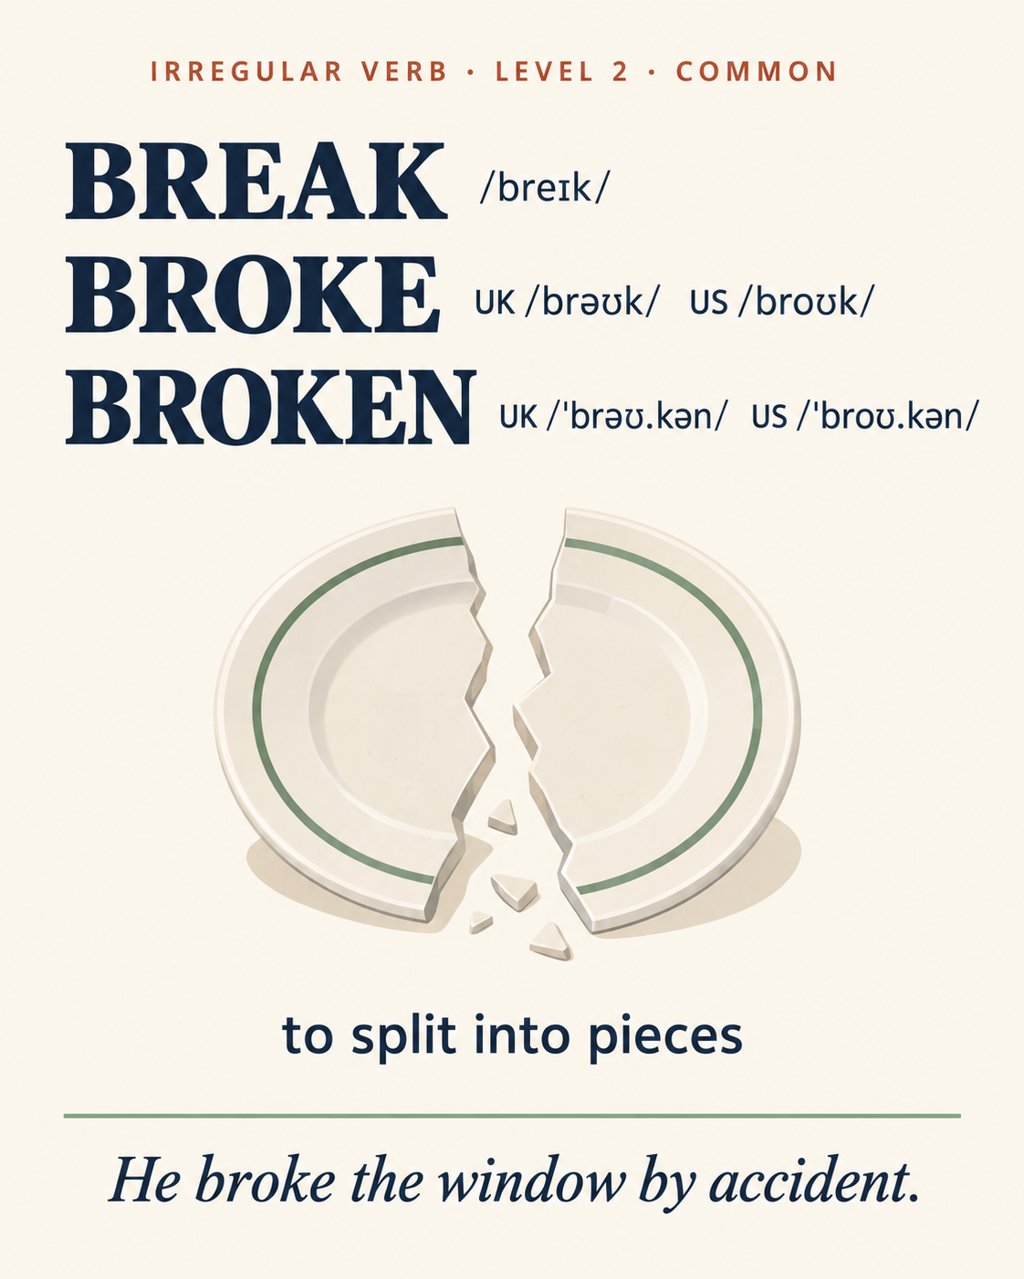 IRREGULAR VERB · LEVEL 2 · COMMON
BREAK /breɪk/
BROKE UK /brəʊk/ US /broʊk/
BROKEN UK /ˈbrəʊ.kən/ US /ˈbroʊ.kən/
to split into pieces
He broke the window by accident.